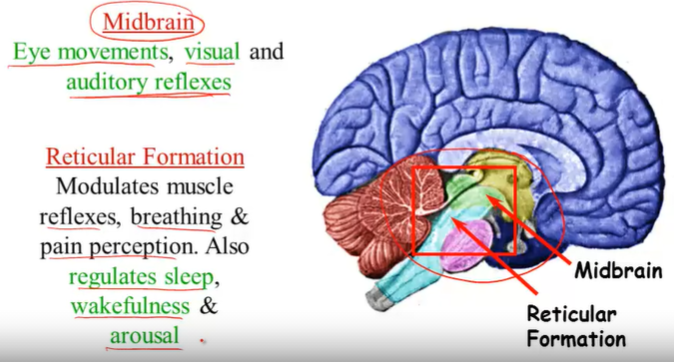 Midbrain
Eye movements, visual and
auditory reflexes
Reticular Formation
Modulates muscle
reflexes, breathing &
pain perception. Also
regulates sleep,
wakefulness &
arousal
Midbrain
Reticular
Formation